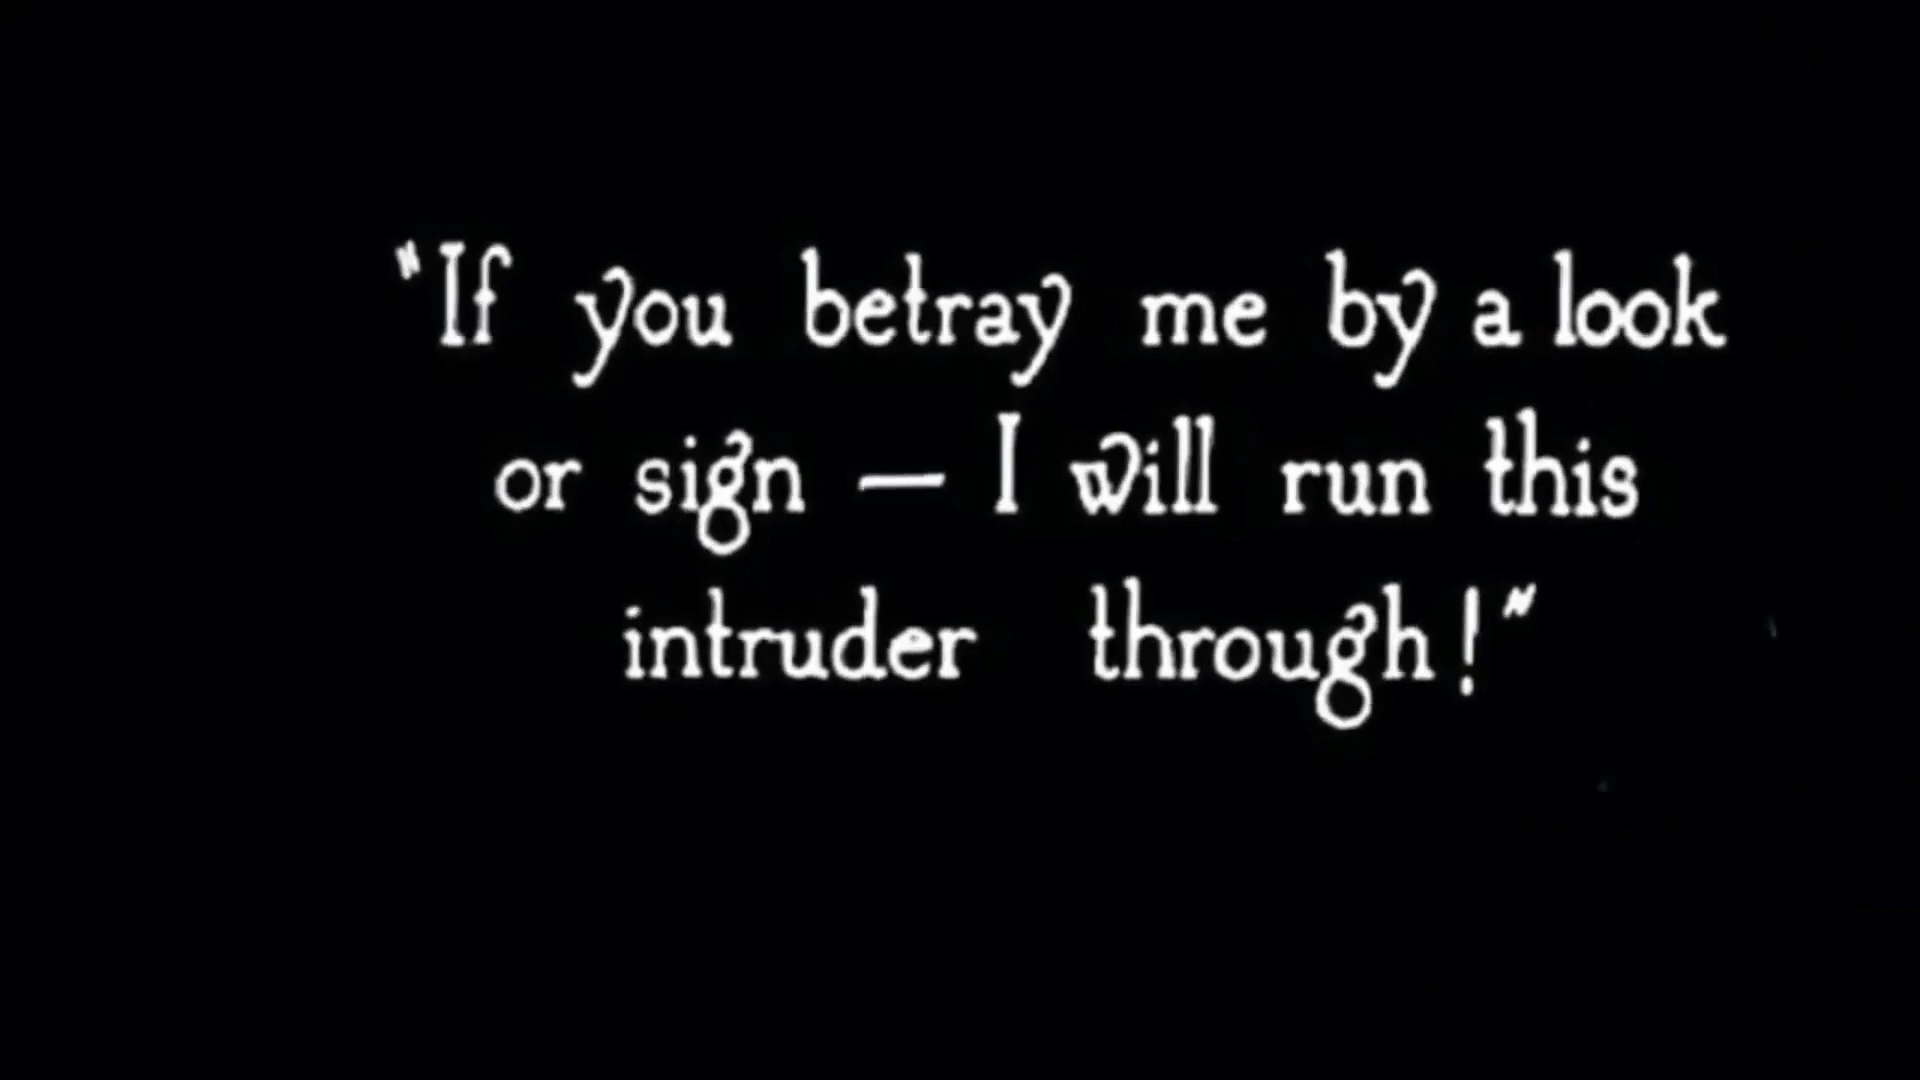 "If you betray me by a look
or sign — I will run this
intruder through!"